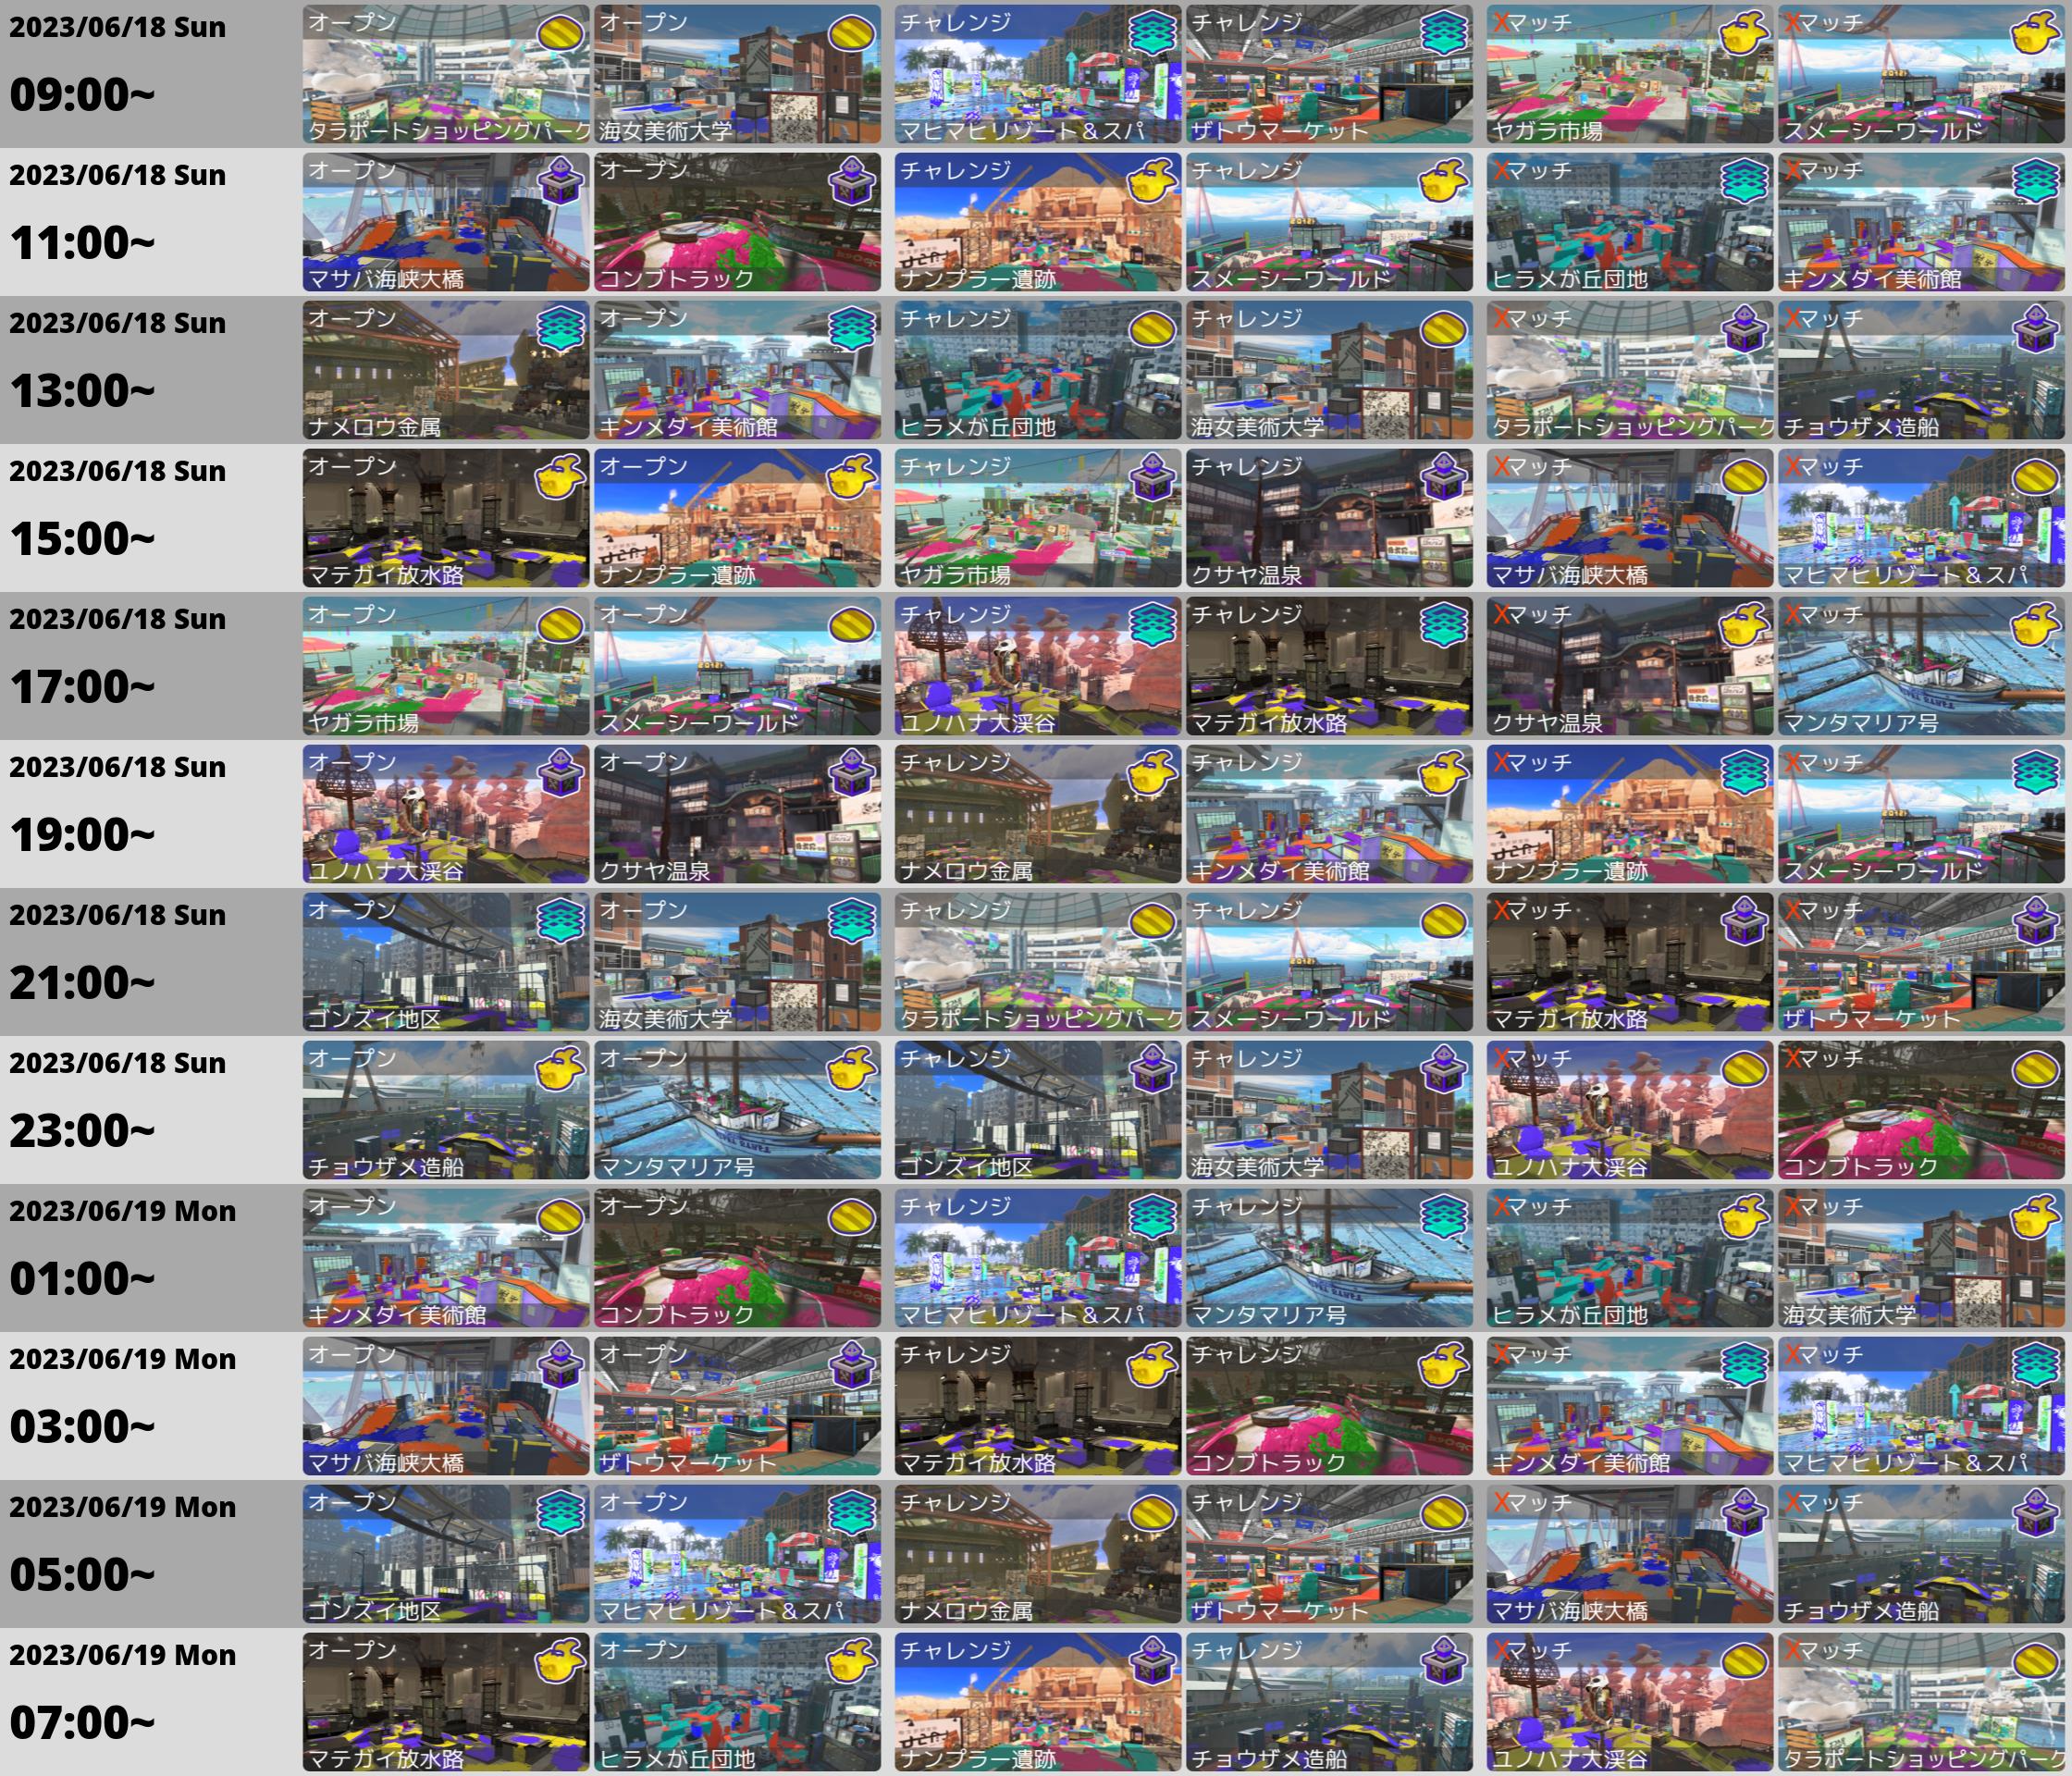 2023/06/18 Sun
09:00~
オープン オープン チャレンジ チャレンジ Xマッチ Xマッチ
タラポートショッピングパーク 海女美術大学 マヒマヒリゾート＆スパ ザトウマーケット ヤガラ市場 スメーシーワールド
2023/06/18 Sun
11:00~
オープン オープン チャレンジ チャレンジ Xマッチ Xマッチ
マサバ海峡大橋 コンブトラック ナンプラー遺跡 スメーシーワールド ヒラメが丘団地 キンメダイ美術館
2023/06/18 Sun
13:00~
オープン オープン チャレンジ チャレンジ Xマッチ Xマッチ
ナメロウ金属 キンメダイ美術館 ヒラメが丘団地 海女美術大学 タラポートショッピングパーク チョウザメ造船
2023/06/18 Sun
15:00~
オープン オープン チャレンジ チャレンジ Xマッチ Xマッチ
マテガイ放水路 ナンプラー遺跡 ヤガラ市場 クサヤ温泉 マサバ海峡大橋 マヒマヒリゾート＆スパ
2023/06/18 Sun
17:00~
オープン オープン チャレンジ チャレンジ Xマッチ Xマッチ
ヤガラ市場 スメーシーワールド ユノハナ大渓谷 マテガイ放水路 クサヤ温泉 マンタマリア号
2023/06/18 Sun
19:00~
オープン オープン チャレンジ チャレンジ Xマッチ Xマッチ
ユノハナ大渓谷 クサヤ温泉 ナメロウ金属 キンメダイ美術館 ナンプラー遺跡 スメーシーワールド
2023/06/18 Sun
21:00~
オープン オープン チャレンジ チャレンジ Xマッチ Xマッチ
ゴンズイ地区 海女美術大学 タラポートショッピングパーク スメーシーワールド マテガイ放水路 ザトウマーケット
2023/06/18 Sun
23:00~
オープン オープン チャレンジ チャレンジ Xマッチ Xマッチ
チョウザメ造船 マンタマリア号 ゴンズイ地区 海女美術大学 ユノハナ大渓谷 コンブトラック
2023/06/19 Mon
01:00~
オープン オープン チャレンジ チャレンジ Xマッチ Xマッチ
キンメダイ美術館 コンブトラック マヒマヒリゾート＆スパ マンタマリア号 ヒラメが丘団地 海女美術大学
2023/06/19 Mon
03:00~
オープン オープン チャレンジ チャレンジ Xマッチ Xマッチ
マサバ海峡大橋 ザトウマーケット マテガイ放水路 コンブトラック キンメダイ美術館 マヒマヒリゾート＆スパ
2023/06/19 Mon
05:00~
オープン オープン チャレンジ チャレンジ Xマッチ Xマッチ
ゴンズイ地区 マヒマヒリゾート＆スパ ナメロウ金属 ザトウマーケット マサバ海峡大橋 チョウザメ造船
2023/06/19 Mon
07:00~
オープン オープン チャレンジ チャレンジ Xマッチ Xマッチ
マテガイ放水路 ヒラメが丘団地 ナンプラー遺跡 チョウザメ造船 ユノハナ大渓谷 タラポートショッピングパーク